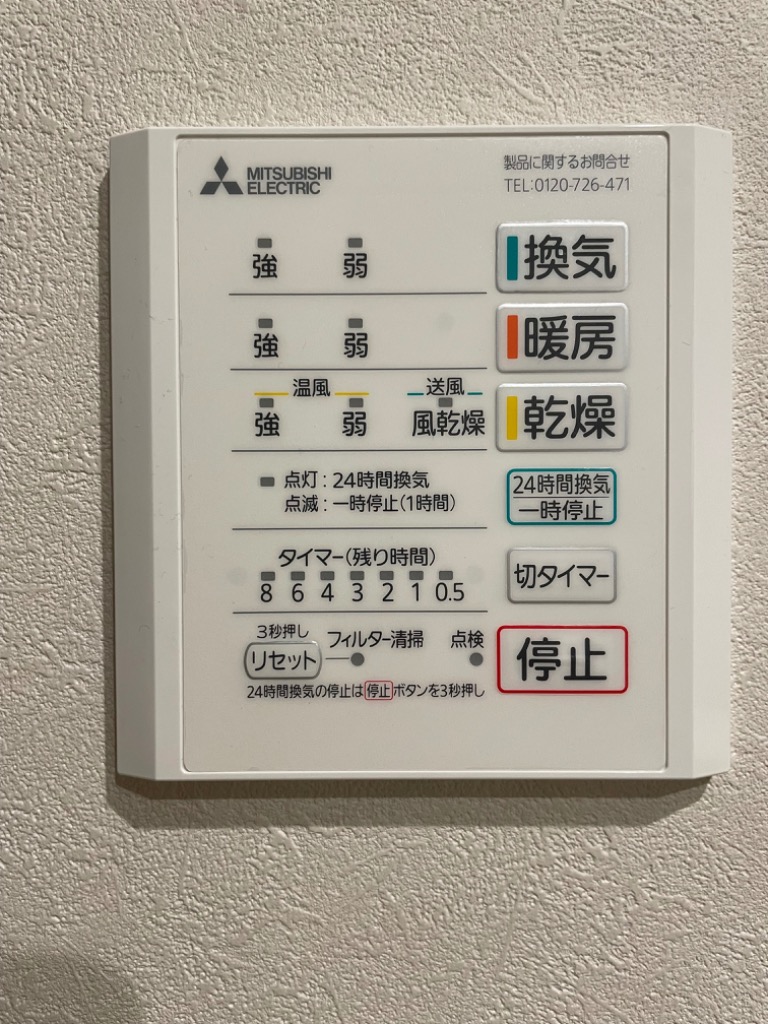 MITSUBISHI
ELECTRIC
製品に関するお問合せ
TEL:0120-726-471
強 弱 換気
強 弱 暖房
温風 送風
強 弱 風乾燥 乾燥
点灯:24時間換気
点滅:一時停止(1時間)
24時間換気
一時停止
タイマー(残り時間)
8 6 4 3 2 1 0.5
切タイマー
3秒押し
リセット フィルター清掃 点検
停止
24時間換気の停止は停止ボタンを3秒押し